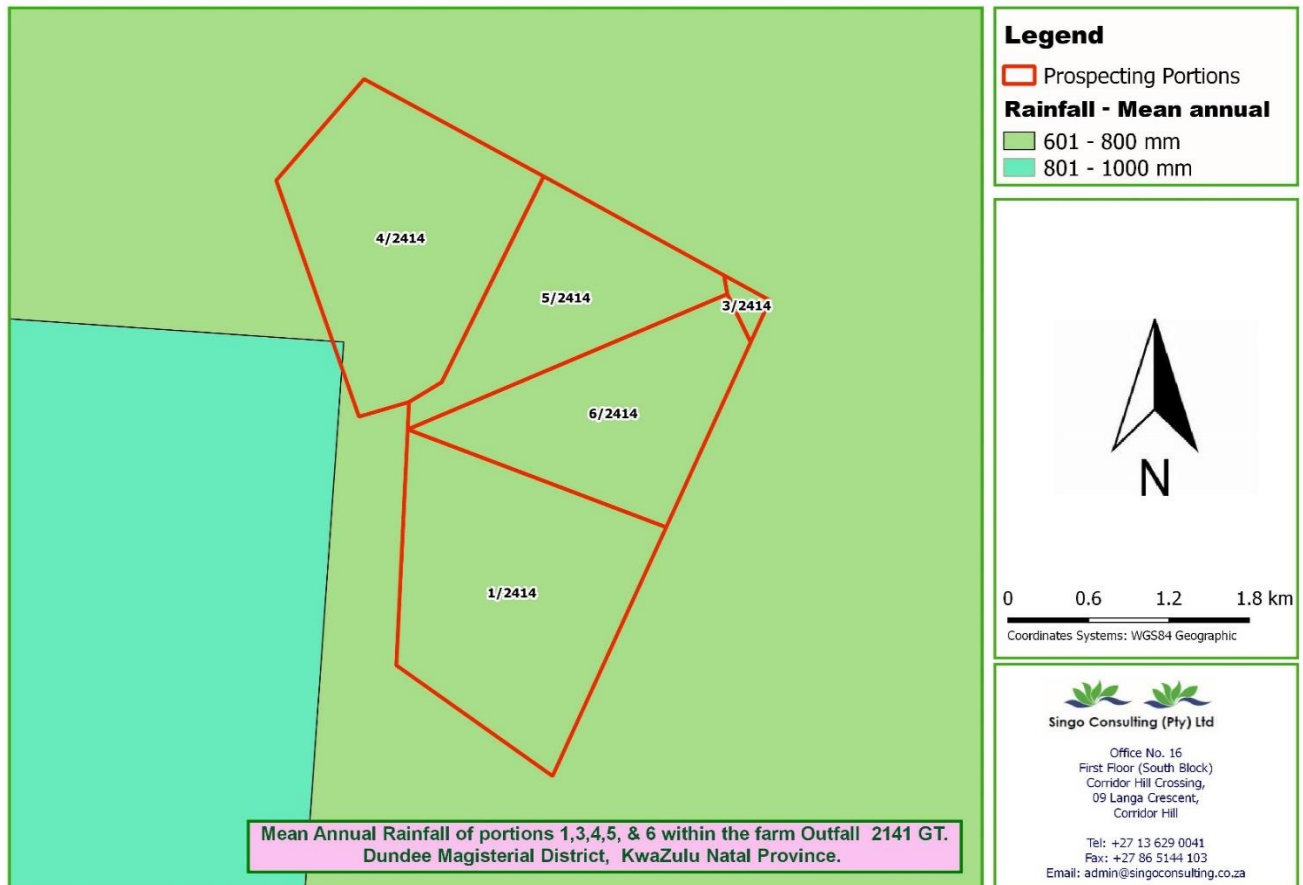 4/2414
5/2414
3/2414
6/2414
1/2414
Mean Annual Rainfall of portions 1,3,4,5, & 6 within the farm Outfall 2141 GT.
Dundee Magisterial District, KwaZulu Natal Province.
Legend
Prospecting Portions
Rainfall - Mean annual
601 - 800 mm
801 - 1000 mm
N
0 0.6 1.2 1.8 km
Coordinates Systems: WGS84 Geographic
Singo Consulting (Pty) Ltd
Office No. 16
First Floor (South Block)
Corridor Hill Crossing,
09 Langa Crescent,
Corridor Hill
Tel: +27 13 629 0041
Fax: +27 86 5144 103
Email: admin@singoconsulting.co.za